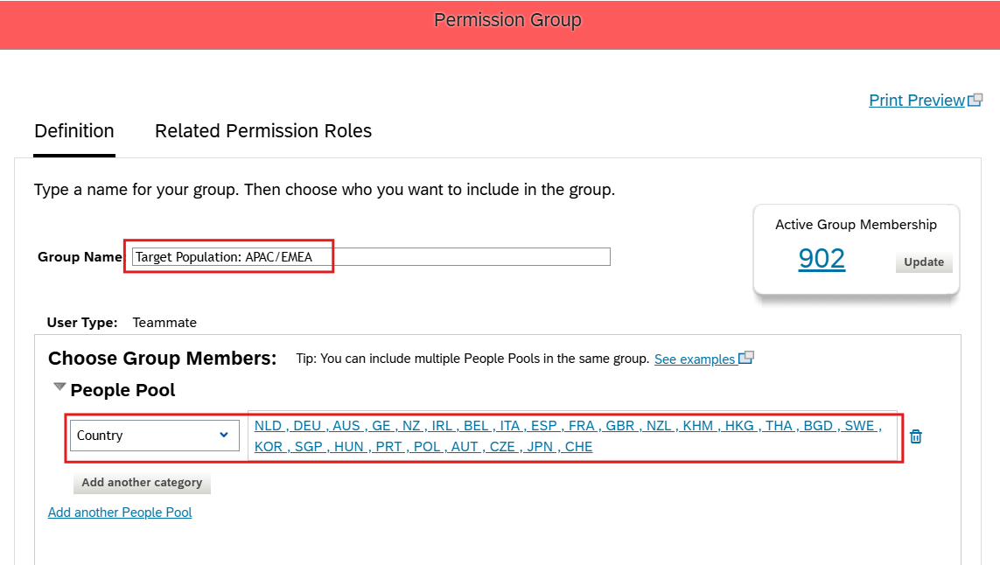 Permission Group
Print Preview
Definition Related Permission Roles
Type a name for your group. Then choose who you want to include in the group.
Active Group Membership
902
Update
Group Name: Target Population: APAC/EMEA
User Type: Teammate
Choose Group Members: Tip: You can include multiple People Pools in the same group. See examples
People Pool
Country
NLD , DEU , AUS , GE , NZ , IRL , BEL , ITA , ESP , FRA , GBR , NZL , KHM , HKG , THA , BGD , SWE ,
KOR , SGP , HUN , PRT , POL , AUT , CZE , JPN , CHE
Add another category
Add another People Pool